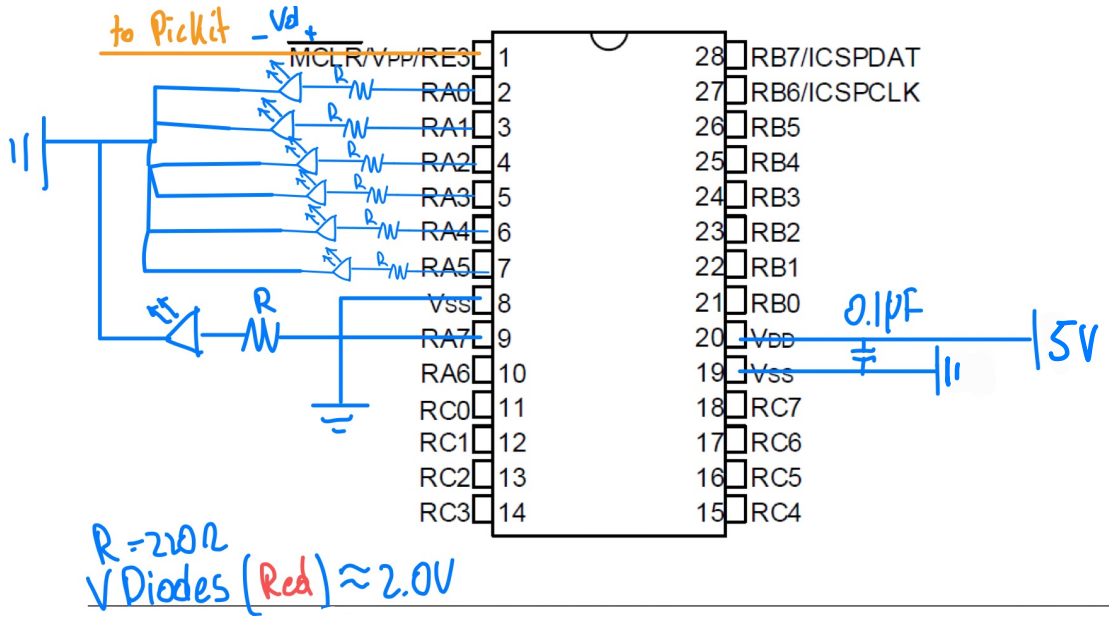 to Pickit - Vd +
MCLR/VPP/RE3 1 28 RB7/ICSPDAT
R RA0 2 27 RB6/ICSPCLK
R RA1 3 26 RB5
R RA2 4 25 RB4
R RA3 5 24 RB3
R RA4 6 23 RB2
R RA5 7 22 RB1
Vss 8 21 RB0
0.1µF
R RA7 9 20 VDD 5V
RA6 10 19 Vss
RC0 11 18 RC7
RC1 12 17 RC6
RC2 13 16 RC5
RC3 14 15 RC4
R=220Ω
V Diodes (Red) ≈ 2.0V